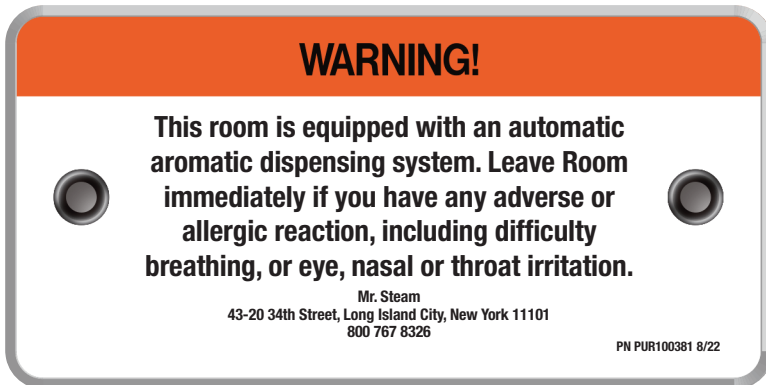 WARNING!
This room is equipped with an automatic
aromatic dispensing system. Leave Room
immediately if you have any adverse or
allergic reaction, including difficulty
breathing, or eye, nasal or throat irritation.
Mr. Steam
43-20 34th Street, Long Island City, New York 11101
800 767 8326
PN PUR100381 8/22